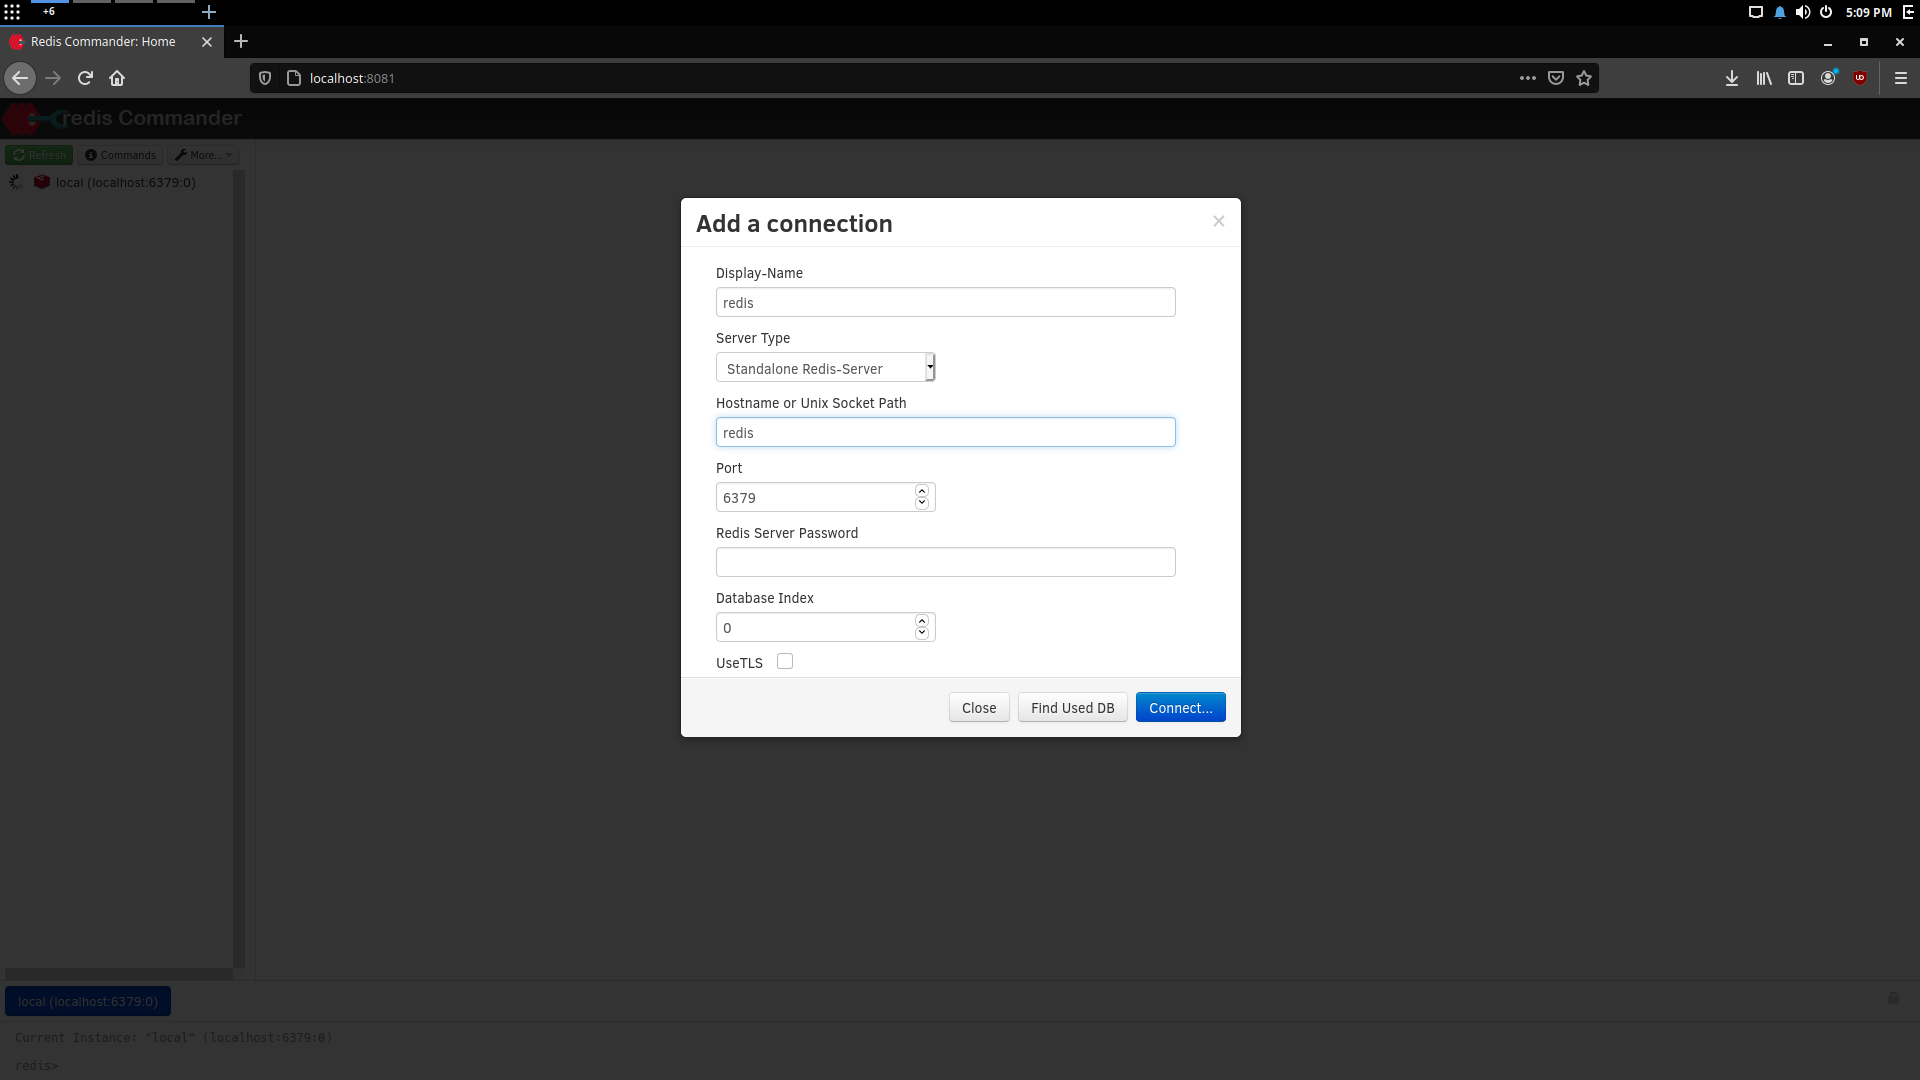 +6
5:09 PM
Redis Commander: Home
localhost:8081
redis Commander
Refresh Commands More...
local (localhost:6379:0)
Add a connection
Display-Name
redis
Server Type
Standalone Redis-Server
Hostname or Unix Socket Path
redis
Port
6379
Redis Server Password
Database Index
0
UseTLS
Close Find Used DB Connect...
local (localhost:6379:0)
Current Instance: "local" (localhost:6379:0)
redis>